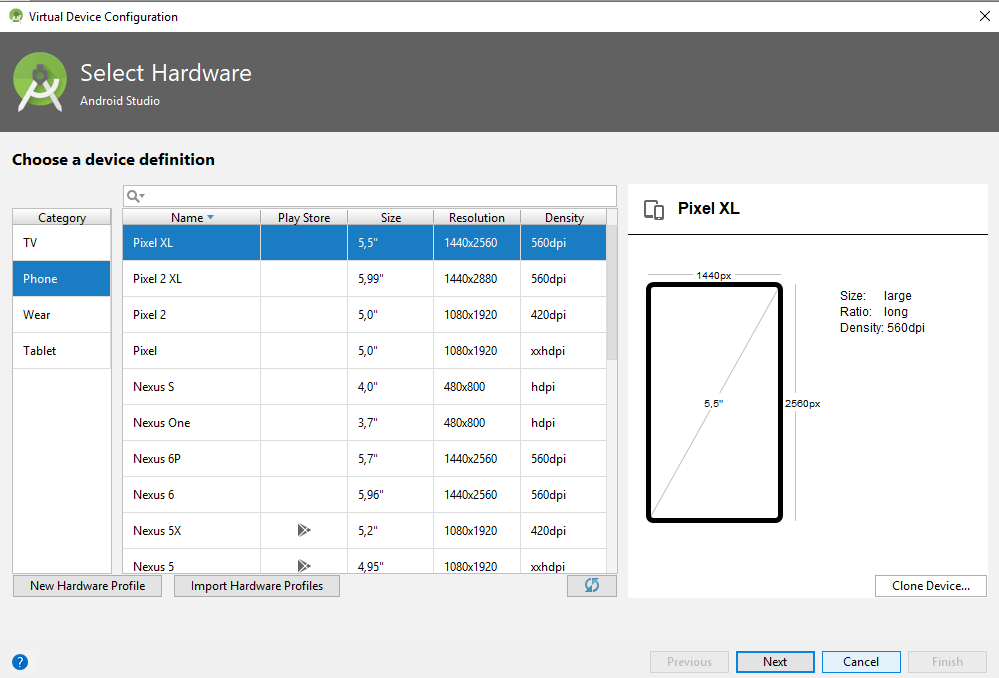 Virtual Device Configuration
Select Hardware
Android Studio
Choose a device definition
Category
TV
Phone
Wear
Tablet
Name Play Store Size Resolution Density
Pixel XL 5,5" 1440x2560 560dpi
Pixel 2 XL 5,99" 1440x2880 560dpi
Pixel 2 5,0" 1080x1920 420dpi
Pixel 5,0" 1080x1920 xxhdpi
Nexus S 4,0" 480x800 hdpi
Nexus One 3,7" 480x800 hdpi
Nexus 6P 5,7" 1440x2560 560dpi
Nexus 6 5,96" 1440x2560 560dpi
Nexus 5X 5,2" 1080x1920 420dpi
Nexus 5 4,95" 1080x1920 xxhdpi
New Hardware Profile Import Hardware Profiles
Pixel XL
1440px
5,5"
2560px
Size: large
Ratio: long
Density: 560dpi
Clone Device...
? Previous Next Cancel Finish